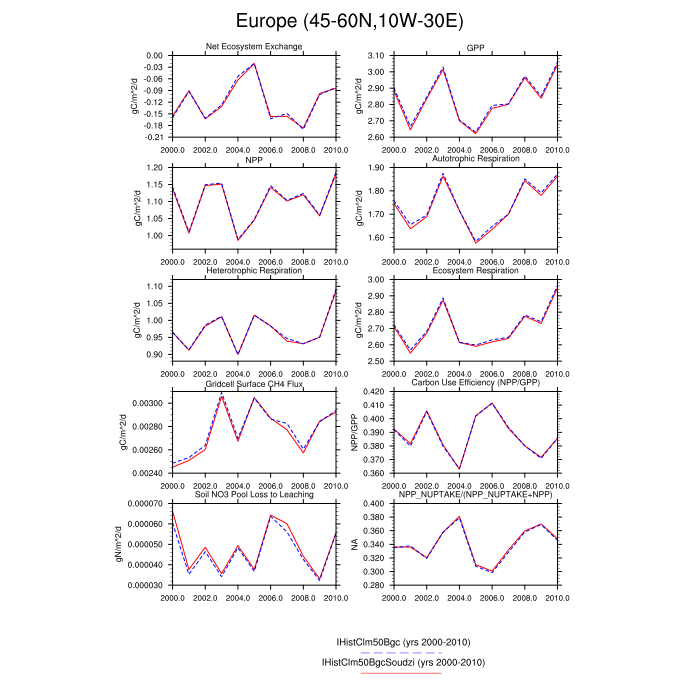 Europe (45-60N,10W-30E)
Net Ecosystem Exchange
gC/m^2/d
0.00
-0.03
-0.06
-0.09
-0.12
-0.15
-0.18
-0.21
2000.0 2002.0 2004.0 2006.0 2008.0 2010.0
GPP
gC/m^2/d
3.10
3.00
2.90
2.80
2.70
2.60
2000.0 2002.0 2004.0 2006.0 2008.0 2010.0
NPP
gC/m^2/d
1.20
1.15
1.10
1.05
1.00
2000.0 2002.0 2004.0 2006.0 2008.0 2010.0
Autotrophic Respiration
gC/m^2/d
1.90
1.80
1.70
1.60
2000.0 2002.0 2004.0 2006.0 2008.0 2010.0
Heterotrophic Respiration
gC/m^2/d
1.10
1.05
1.00
0.95
0.90
2000.0 2002.0 2004.0 2006.0 2008.0 2010.0
Ecosystem Respiration
gC/m^2/d
3.00
2.90
2.80
2.70
2.60
2.50
2000.0 2002.0 2004.0 2006.0 2008.0 2010.0
Gridcell Surface CH4 Flux
gC/m^2/d
0.00300
0.00280
0.00260
0.00240
2000.0 2002.0 2004.0 2006.0 2008.0 2010.0
Carbon Use Efficiency (NPP/GPP)
NPP/GPP
0.420
0.410
0.400
0.390
0.380
0.370
0.360
2000.0 2002.0 2004.0 2006.0 2008.0 2010.0
Soil NO3 Pool Loss to Leaching
gN/m^2/d
0.000070
0.000060
0.000050
0.000040
0.000030
2000.0 2002.0 2004.0 2006.0 2008.0 2010.0
NPP_NUPTAKE/(NPP_NUPTAKE+NPP)
NA
0.400
0.380
0.360
0.340
0.320
0.300
0.280
2000.0 2002.0 2004.0 2006.0 2008.0 2010.0
IHistClm50Bgc (yrs 2000-2010)
IHistClm50BgcSoudzi (yrs 2000-2010)